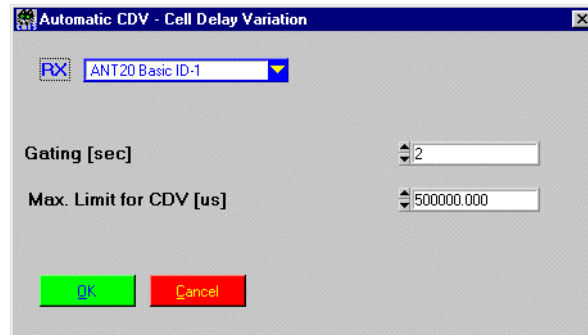 Automatic CDV - Cell Delay Variation
RX ANT20 Basic ID-1
Gating [sec] 2
Max. Limit for CDV [us] 500000.000
OK Cancel